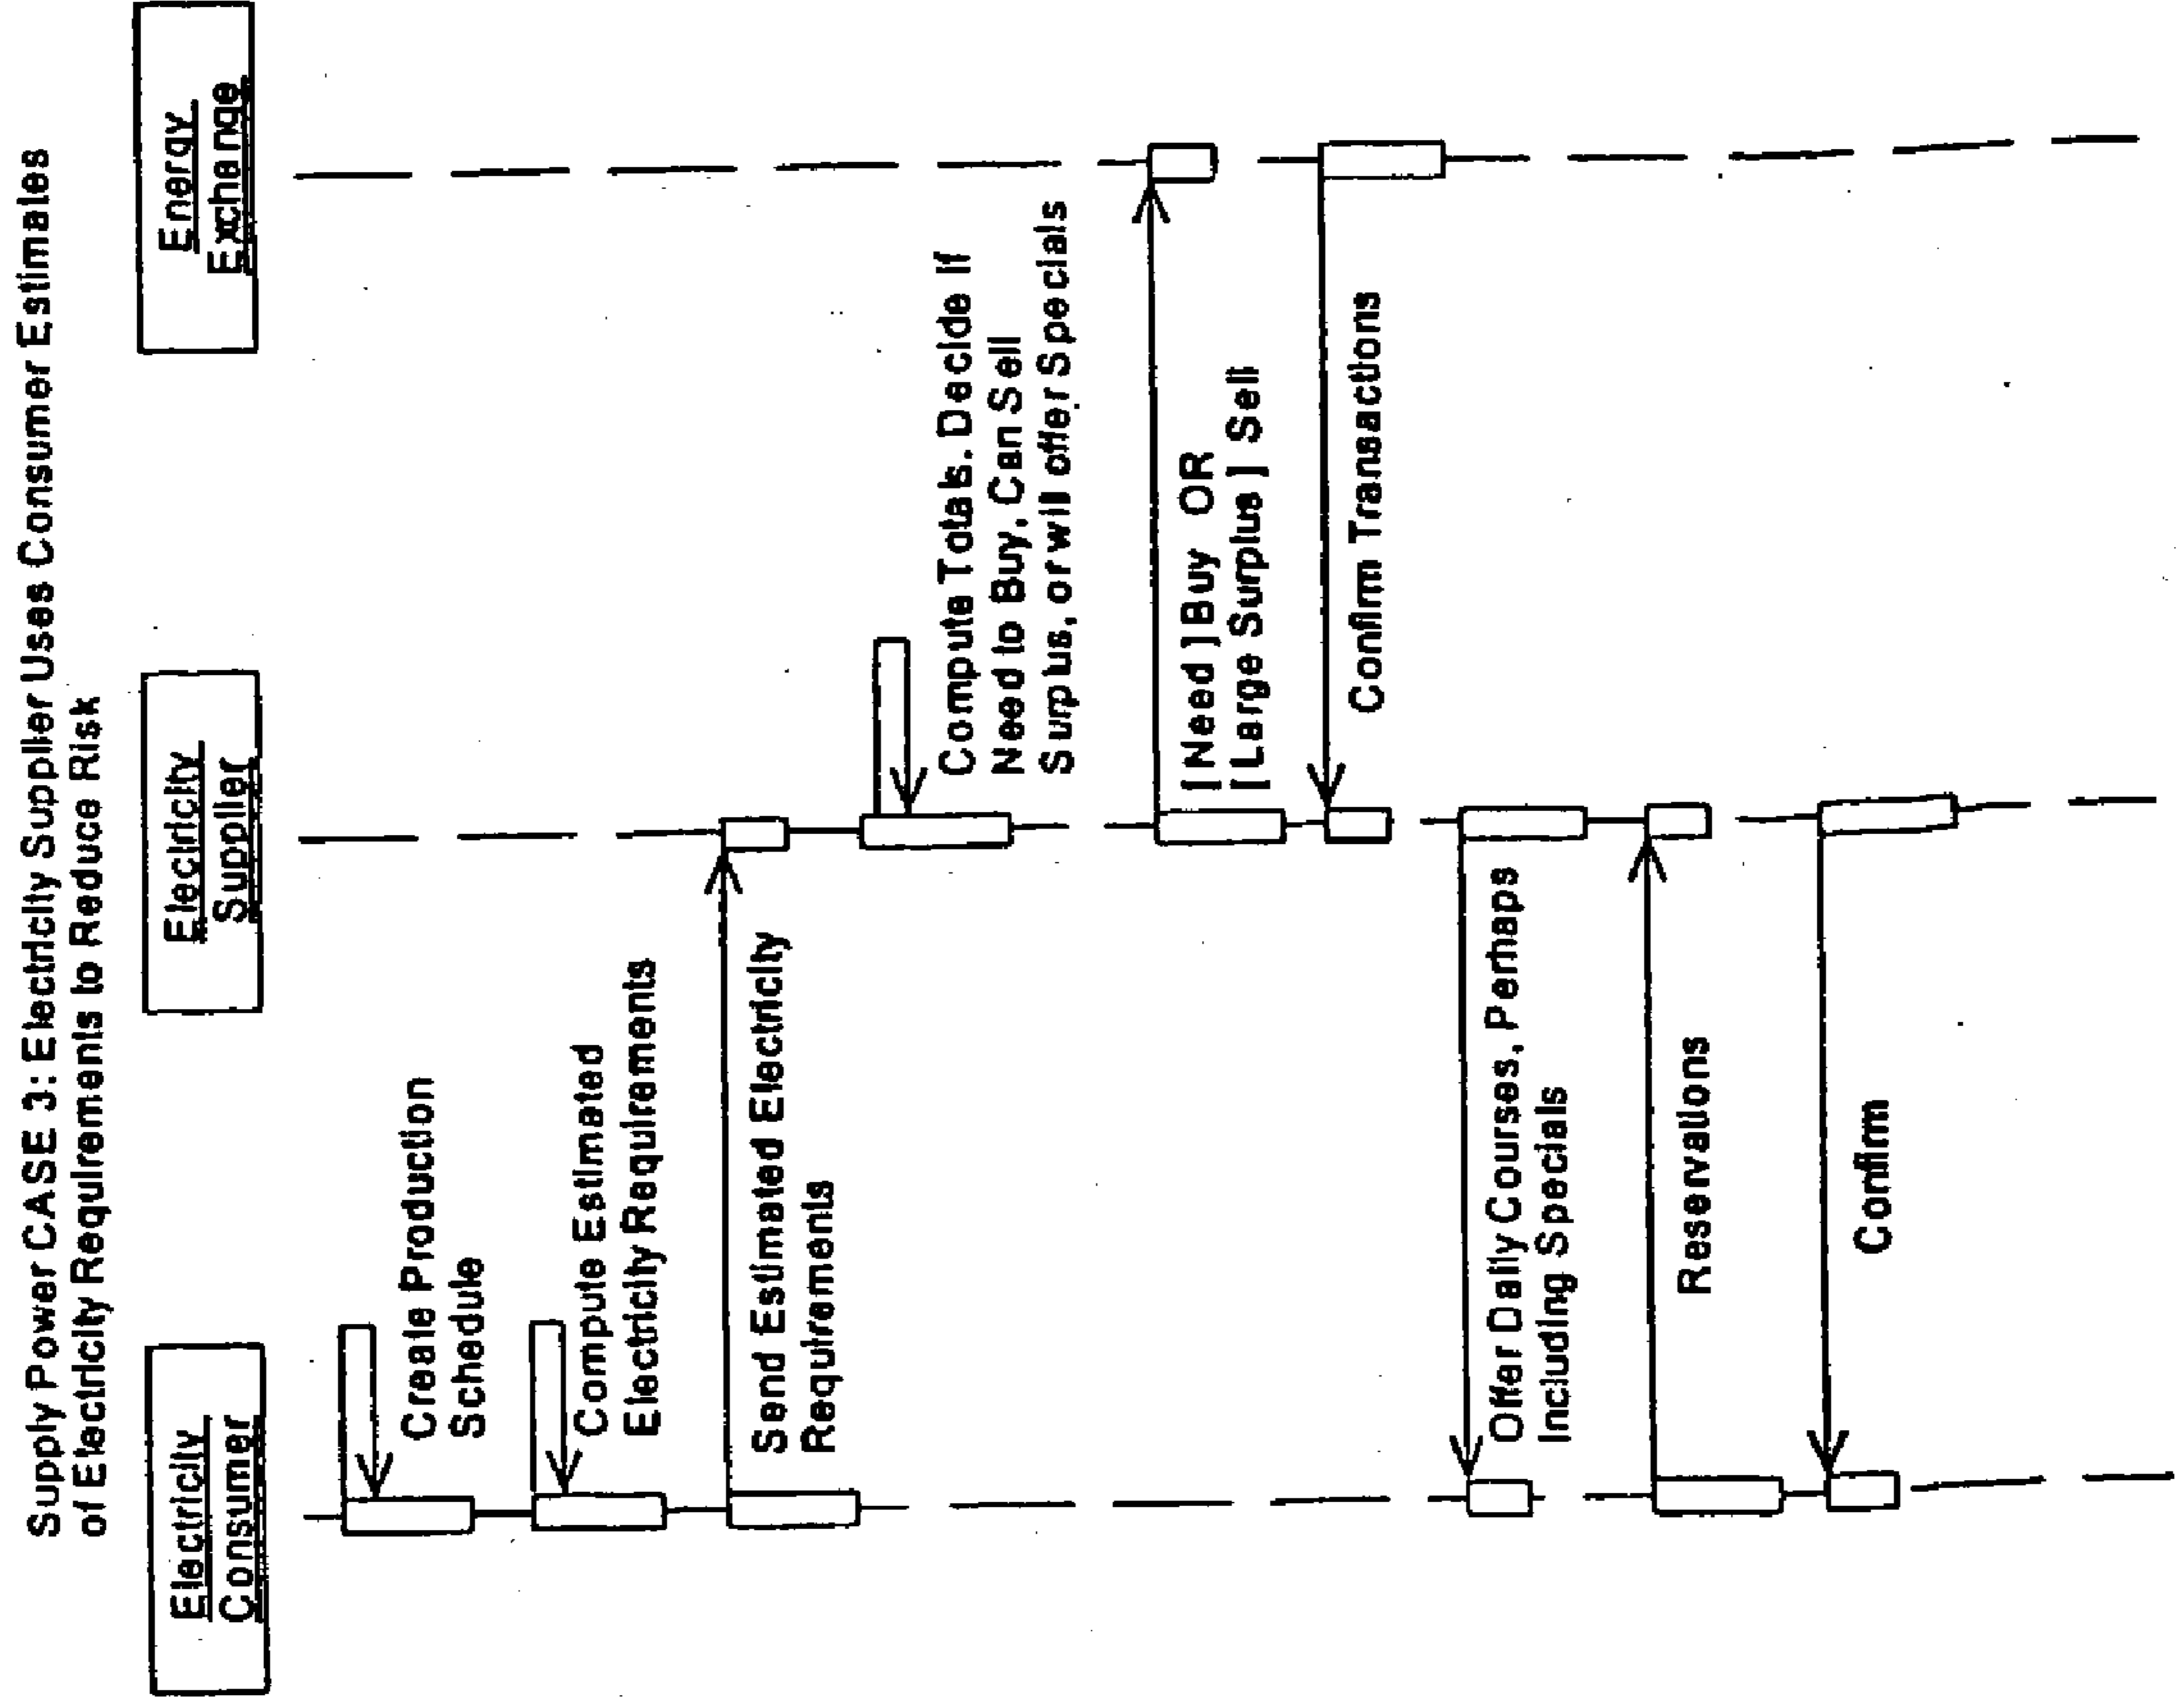 Supply Power CASE 3: Electricity Supplier Uses Consumer Estimates
of Electricity Requirements to Reduce Risk
Electricity
Consumer
Electricity
Supplier
Energy
Exchange
Create Production
Schedule
Compute Estimated
Electricity Requirements
Send Estimated Electricity
Requirements
Compute Totals. Decide If
Need to Buy, Can Sell
Surplus, or will offer Specials
[Need] Buy OR
[Large Surplus] Sell
Confirm Transactions
Offer Daily Courses, Perhaps
Including Specials
Reservations
Confirm